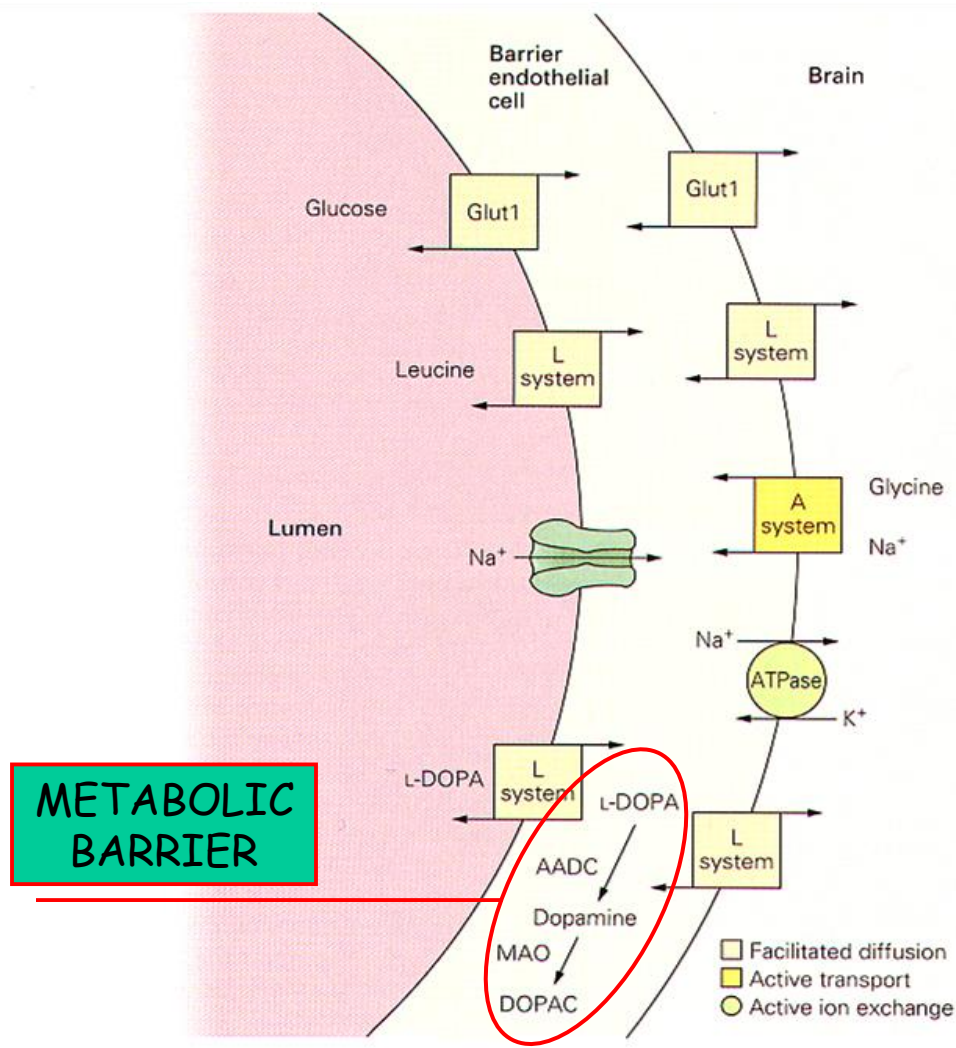 Barrier
endothelial
cell
Brain
Glut1
Glucose
Glut1
L
system
Leucine
L
system
Lumen
Na⁺
A
system
Glycine
Na⁺
Na⁺
ATPase
K⁺
METABOLIC
BARRIER
L-DOPA
L
system
L-DOPA
AADC
Dopamine
MAO
DOPAC
L
system
Facilitated diffusion
Active transport
Active ion exchange